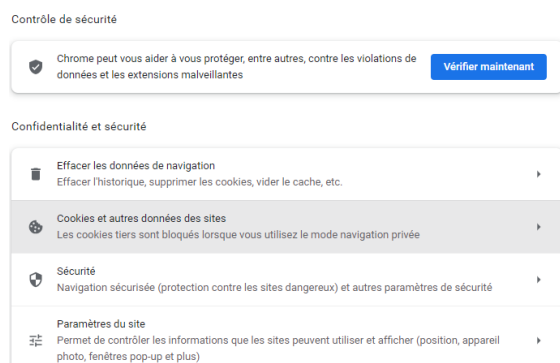 Contrôle de sécurité
Chrome peut vous aider à vous protéger, entre autres, contre les violations de
données et les extensions malveillantes
Vérifier maintenant
Confidentialité et sécurité
Effacer les données de navigation
Effacer l'historique, supprimer les cookies, vider le cache, etc.
Cookies et autres données des sites
Les cookies tiers sont bloqués lorsque vous utilisez le mode navigation privée
Sécurité
Navigation sécurisée (protection contre les sites dangereux) et autres paramètres de sécurité
Paramètres du site
Permet de contrôler les informations que les sites peuvent utiliser et afficher (position, appareil
photo, fenêtres pop-up et plus)